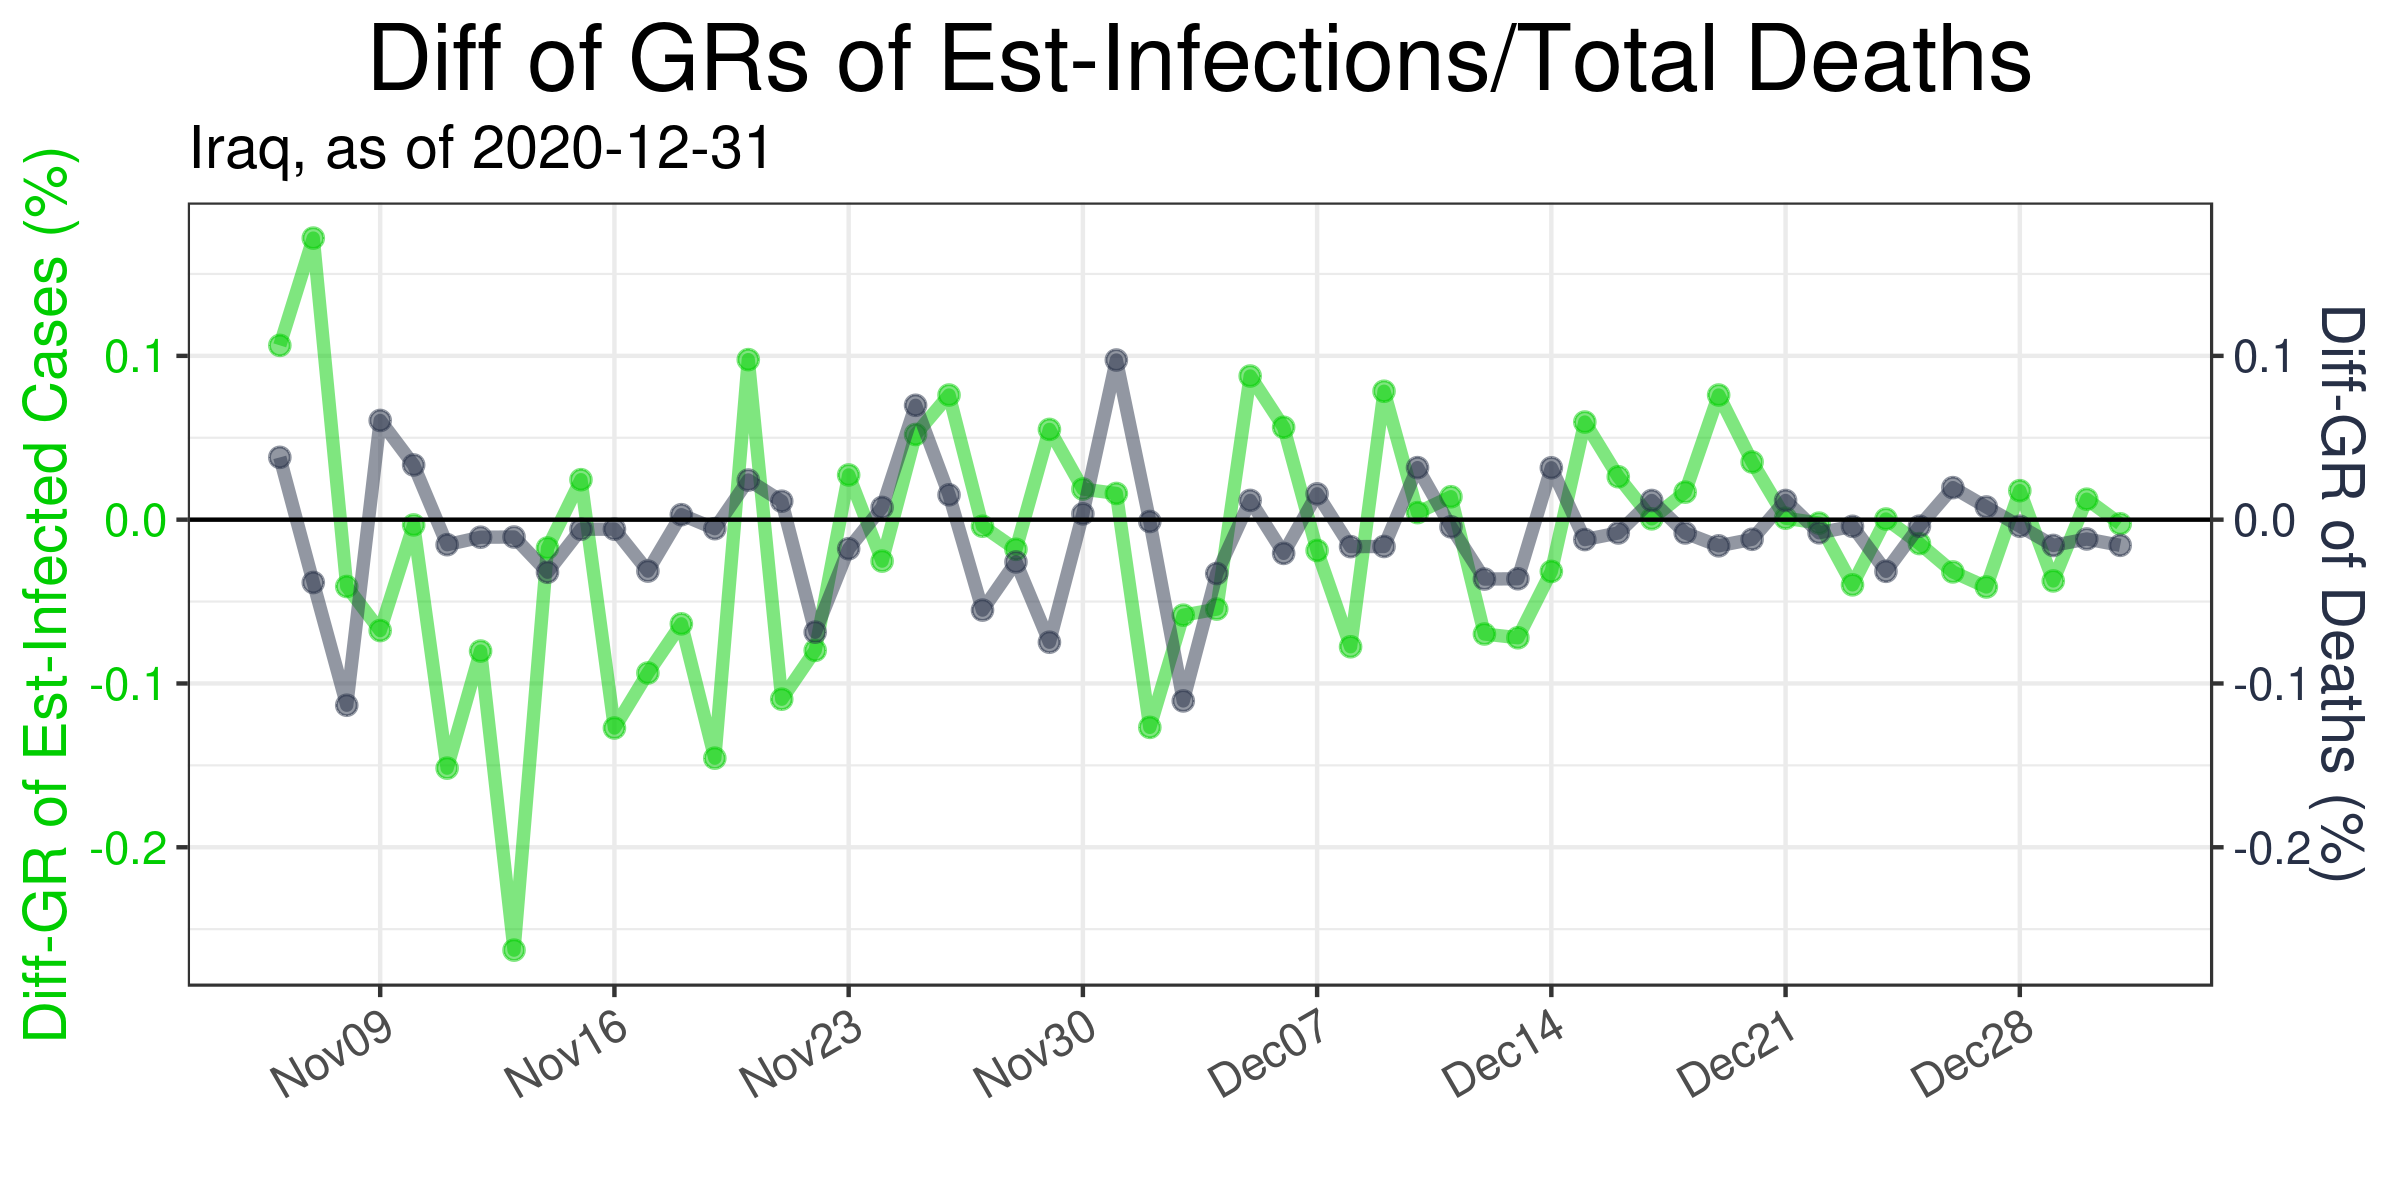 Diff of GRs of Est-Infections/Total Deaths
Iraq, as of 2020-12-31
Diff-GR of Est-Infected Cases (%)
0.1
0.0
-0.1
-0.2
0.1
0.0
-0.1
-0.2
Diff-GR of Deaths (%)
Nov09
Nov16
Nov23
Nov30
Dec07
Dec14
Dec21
Dec28